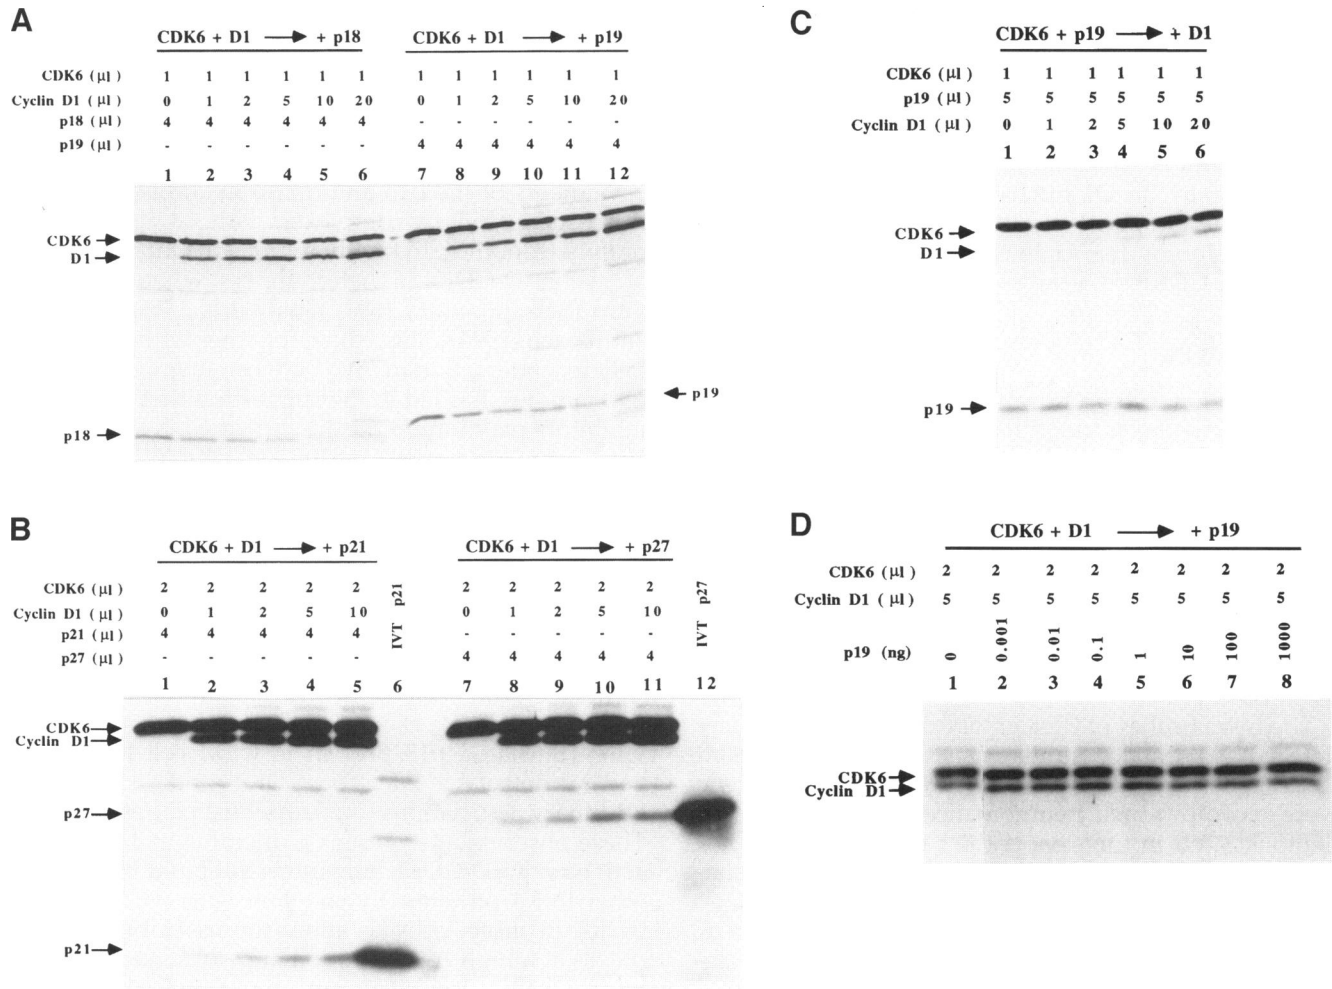 A
CDK6 + D1 → + p18
CDK6 + D1 → + p19
CDK6 (µl) 1 1 1 1 1 1 1 1 1 1 1 1
Cyclin D1 (µl) 0 1 2 5 10 20 0 1 2 5 10 20
p18 (µl) 4 4 4 4 4 4 - - - - - -
p19 (µl) - - - - - - 4 4 4 4 4 4
1 2 3 4 5 6 7 8 9 10 11 12
CDK6
D1
p19
p18
B
CDK6 + D1 → + p21
CDK6 + D1 → + p27
CDK6 (µl) 2 2 2 2 2 2 2 2 2 2
Cyclin D1 (µl) 0 1 2 5 10 0 1 2 5 10
p21 (µl) 4 4 4 4 4 - - - - -
p27 (µl) - - - - - 4 4 4 4 4
IVT p21
IVT p27
1 2 3 4 5 6 7 8 9 10 11 12
CDK6
Cyclin D1
p27
p21
C
CDK6 + p19 → + D1
CDK6 (µl) 1 1 1 1 1 1
p19 (µl) 5 5 5 5 5 5
Cyclin D1 (µl) 0 1 2 5 10 20
1 2 3 4 5 6
CDK6
D1
p19
D
CDK6 + D1 → + p19
CDK6 (µl) 2 2 2 2 2 2 2 2
Cyclin D1 (µl) 5 5 5 5 5 5 5 5
p19 (ng) 0 0.001 0.01 0.1 1 10 100 1000
1 2 3 4 5 6 7 8
CDK6
Cyclin D1